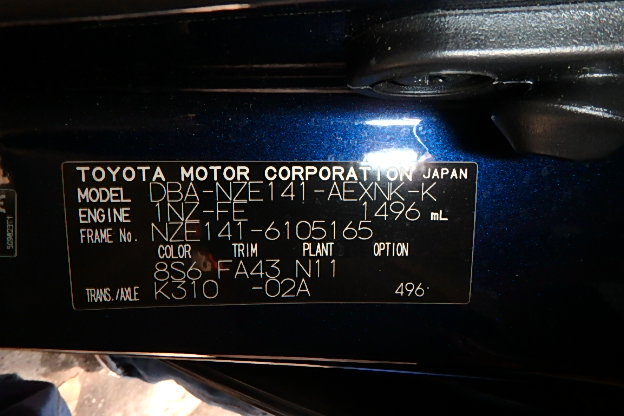 TOYOTA MOTOR CORPORATION JAPAN
MODEL DBA-NZE141-AEXNK-K
ENGINE 1NZ-FE 1496 mL
FRAME No. NZE141-6105165
COLOR TRIM PLANT OPTION
8S6 FA43 N11
TRANS./AXLE K310 -02A 496